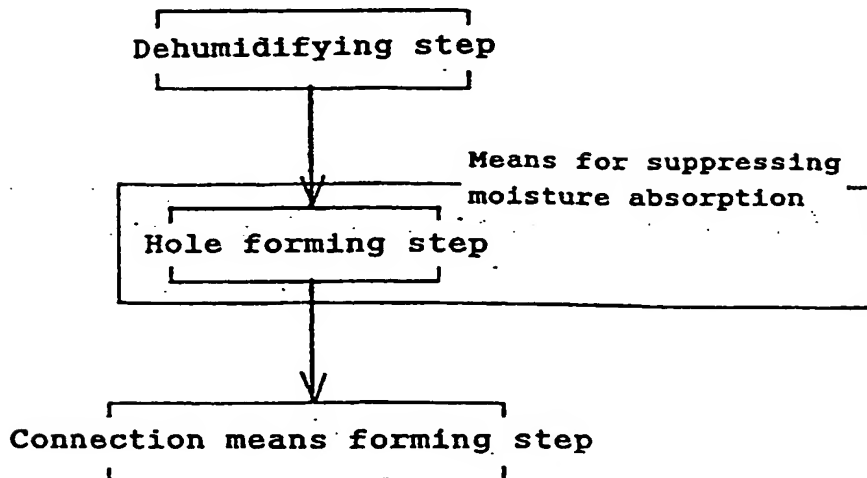 Dehumidifying step
Means for suppressing
moisture absorption
Hole forming step
Connection means forming step